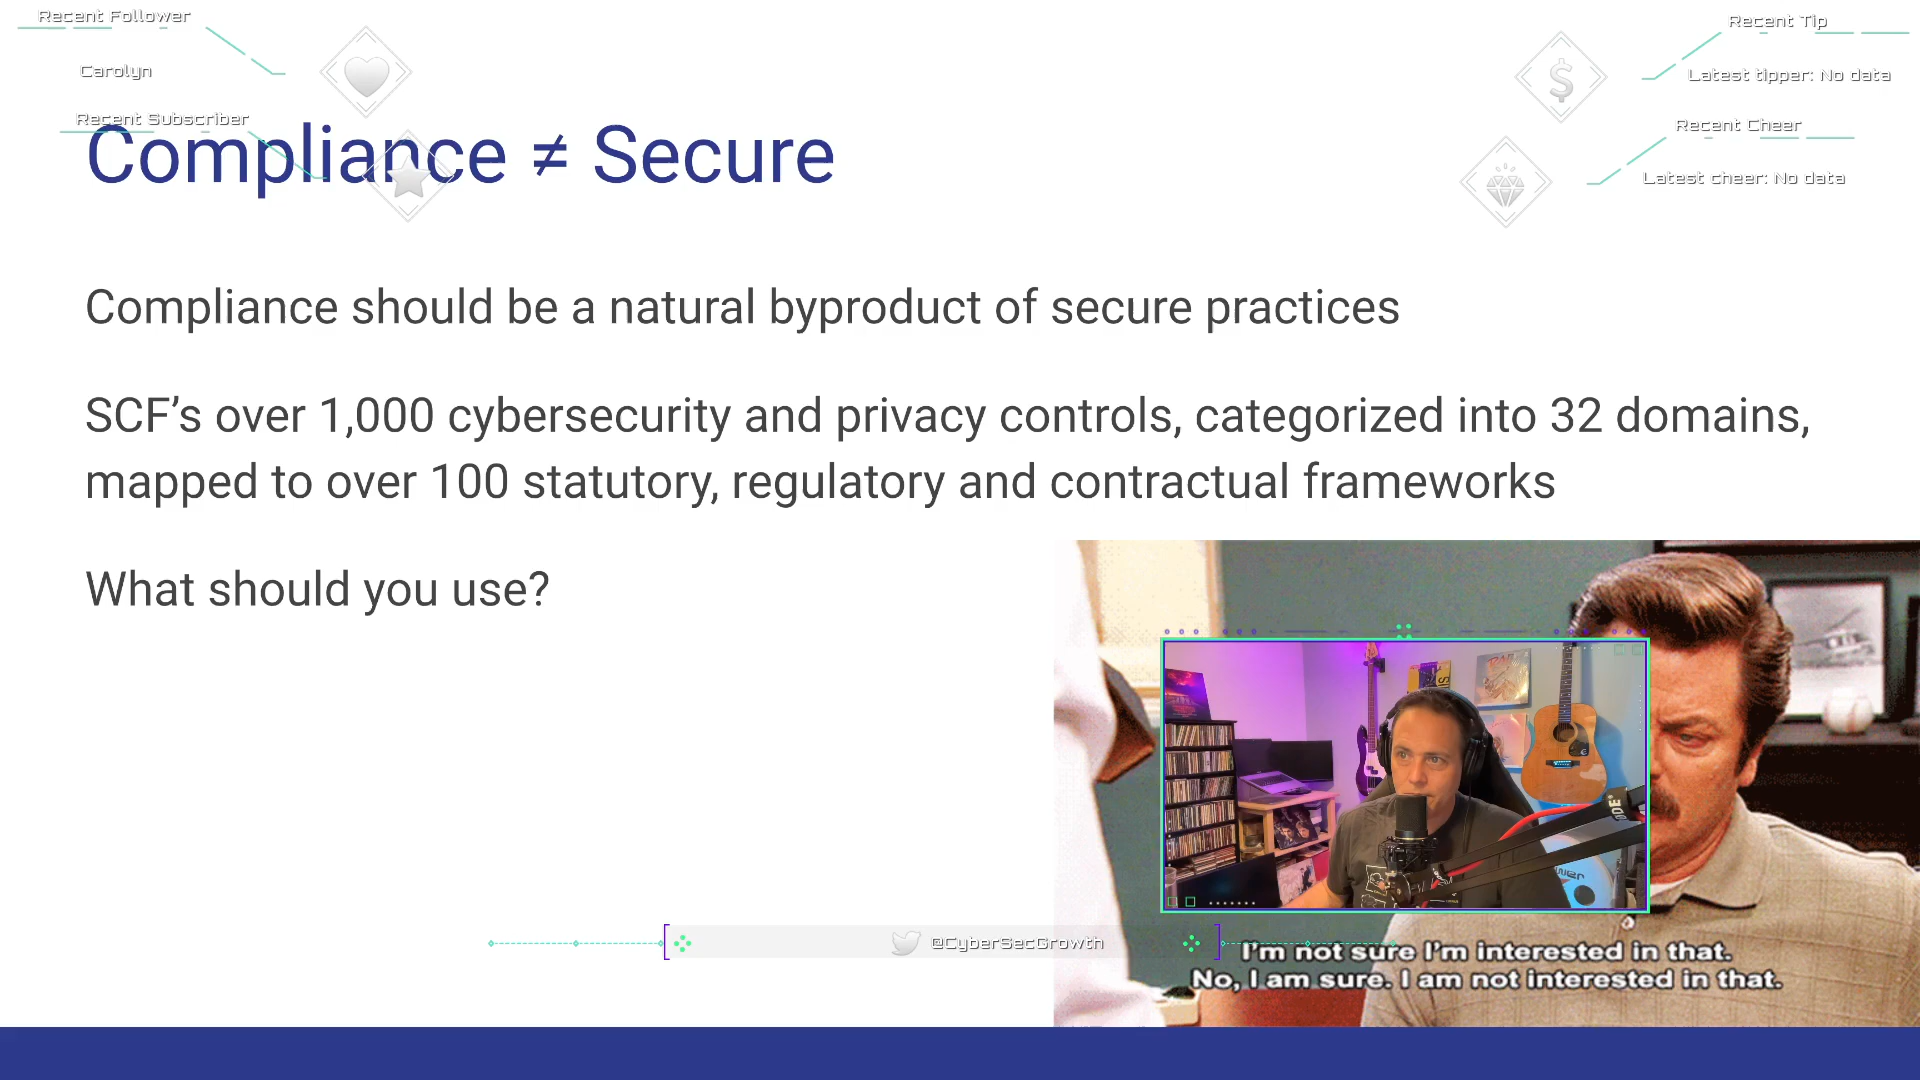 Recent Follower
Carolyn
Recent Subscriber
Recent Tip
Latest tipper: No data
Recent Cheer
Latest cheer: No data
Compliance ≠ Secure
Compliance should be a natural byproduct of secure practices
SCF’s over 1,000 cybersecurity and privacy controls, categorized into 32 domains,
mapped to over 100 statutory, regulatory and contractual frameworks
What should you use?
@CyberSecGrowth
I'm not sure I'm interested in that.
No, I am sure. I am not interested in that.